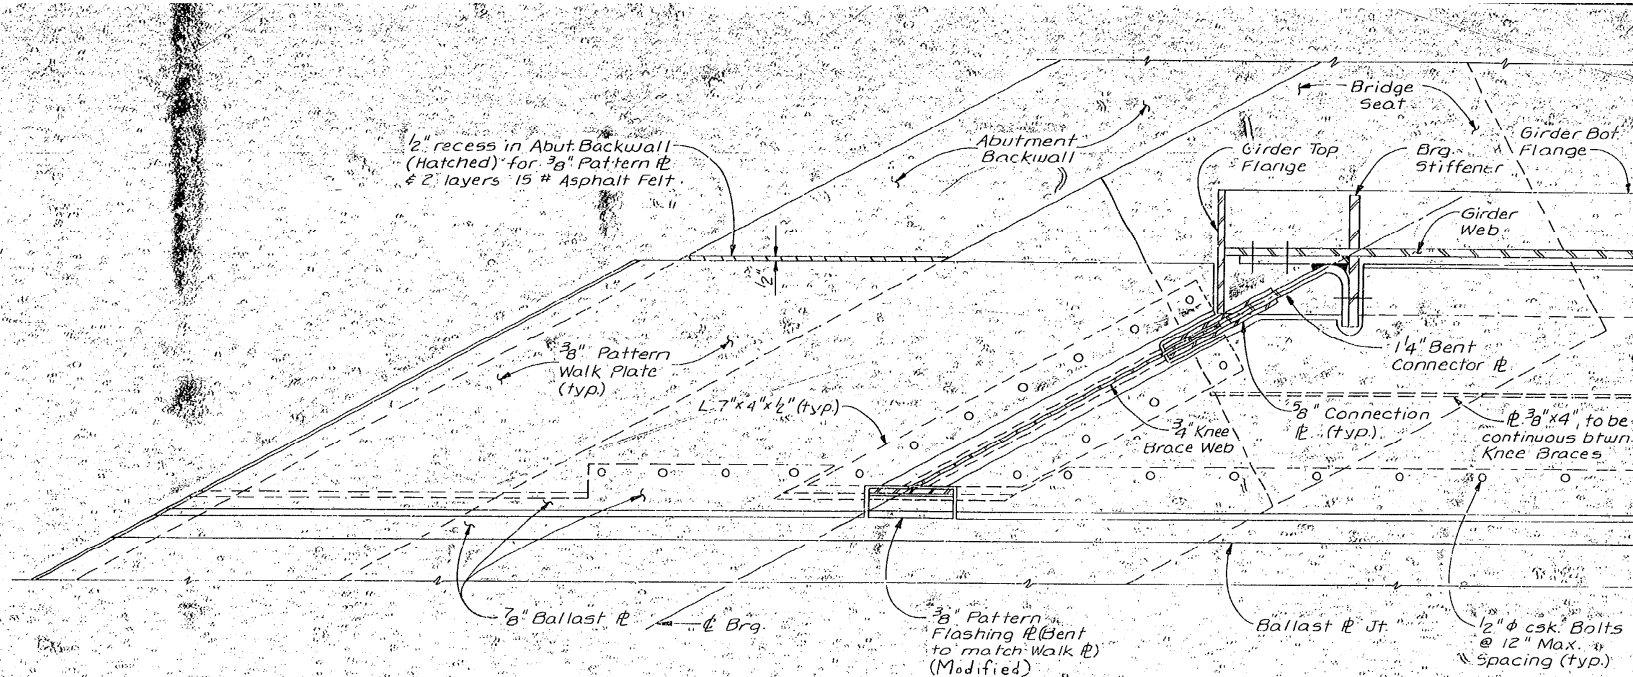 1/2" recess in Abut. Backwall
(Hatched) for 3/8" Pattern ⅊
& 2 layers 15 # Asphalt Felt.
Abutment
Backwall
Bridge
Seat
Girder Top
Flange
Brg.
Stiffener
Girder Bot.
Flange
Girder
Web
1/2"
3/8" Pattern
Walk Plate
(typ.)
L 7"x4"x1/2" (typ.)
1 1/4" Bent
Connector ⅊
3/4" Knee
Brace Web
5/8" Connection
⅊ (typ.)
⅊ 3/8"x4", to be
continuous btwn.
Knee Braces
7/8" Ballast ⅊
℄ Brg.
3/8" Pattern
Flashing ⅊ (Bent
to match Walk ⅊)
(Modified)
Ballast ⅊ Jt.
1/2" φ csk. Bolts
@ 12" Max.
Spacing (typ.)